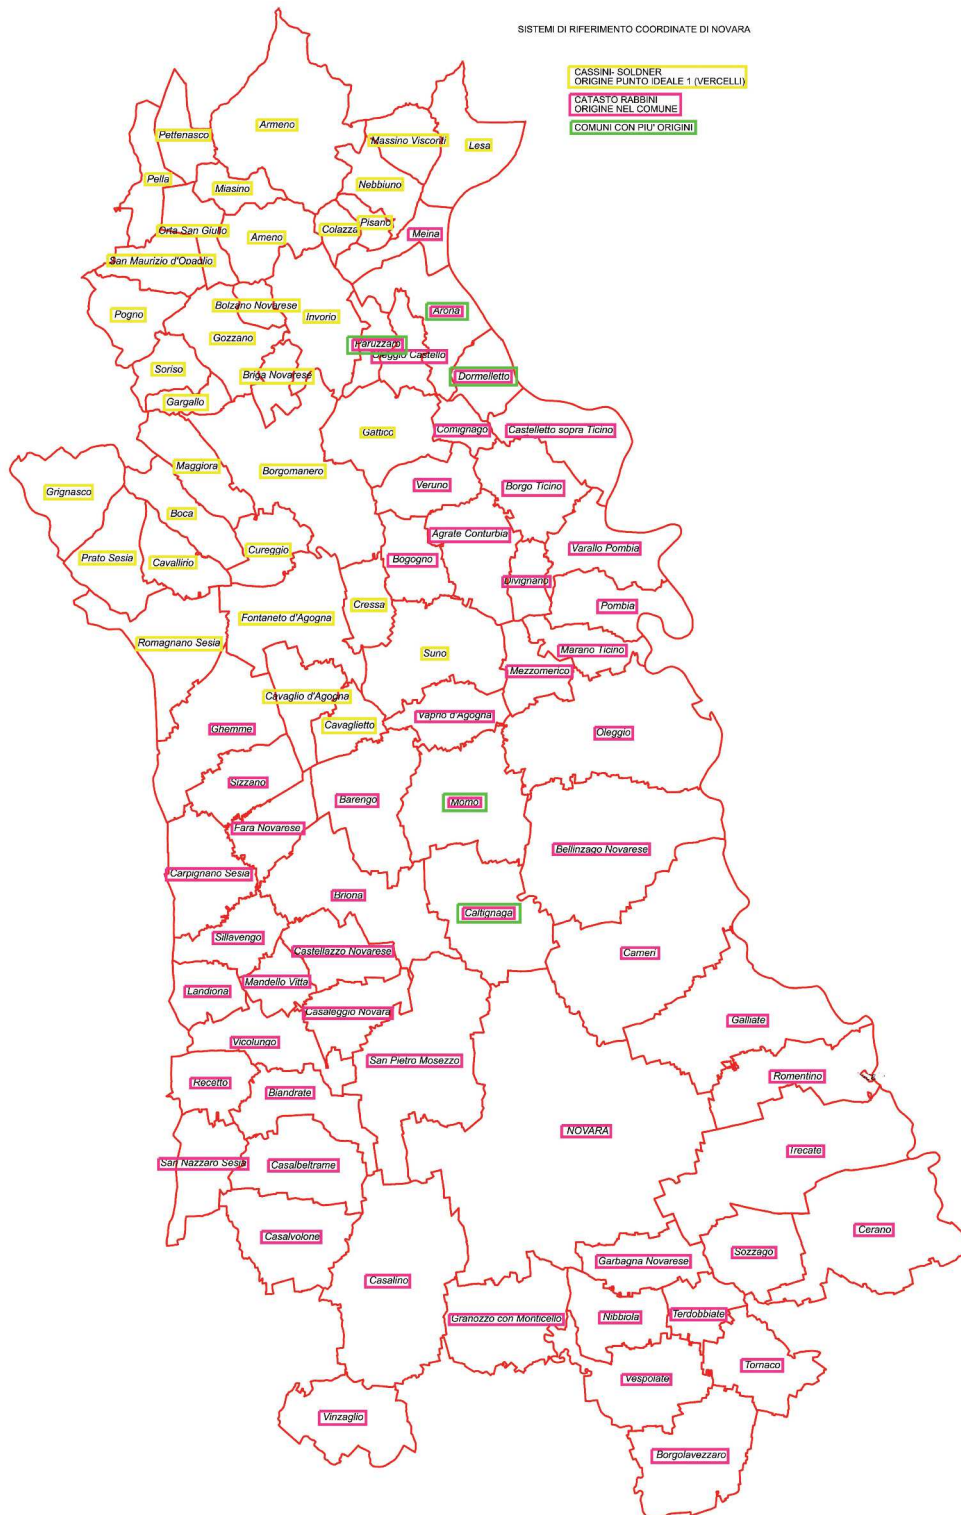 SISTEMI DI RIFERIMENTO COORDINATE DI NOVARA
CASSINI- SOLDNER
ORIGINE PUNTO IDEALE 1 (VERCELLI)
CATASTO RABBINI
ORIGINE NEL COMUNE
COMUNI CON PIU' ORIGINI
Armeno
Pettenasco
Massino Visconti
Lesa
Pella
Miasino
Nebbiuno
Orta San Giulio
Ameno
Colazza
Pisano
Meina
San Maurizio d'Opaglio
Pogno
Bolzano Novarese
Invorio
Arona
Gozzano
Paruzzaro
Oleggio Castello
Soriso
Briga Novarese
Dormelletto
Gargallo
Gattico
Comignago
Castelletto sopra Ticino
Maggiora
Borgomanero
Grignasco
Veruno
Borgo Ticino
Boca
Agrate Conturbia
Prato Sesia
Cavallirio
Cureggio
Bogogno
Varallo Pombia
Divignano
Cressa
Pombia
Fontaneto d'Agogna
Romagnano Sesia
Suno
Marano Ticino
Mezzomerico
Cavaglio d'Agogna
Vaprio d'Agogna
Ghemme
Cavaglietto
Oleggio
Sizzano
Barengo
Momo
Fara Novarese
Bellinzago Novarese
Carpignano Sesia
Briona
Caltignaga
Sillavengo
Castellazzo Novarese
Cameri
Landiona
Mandello Vitta
Casaleggio Novara
Galliate
Vicolungo
San Pietro Mosezzo
Recetto
Biandrate
Romentino
NOVARA
San Nazzaro Sesia
Casalbeltrame
Trecate
Casalvolone
Cerano
Sozzago
Garbagna Novarese
Casalino
Granozzo con Monticello
Nibbiola
Terdobbiate
Tornaco
Vespolate
Vinzaglio
Borgolavezzaro